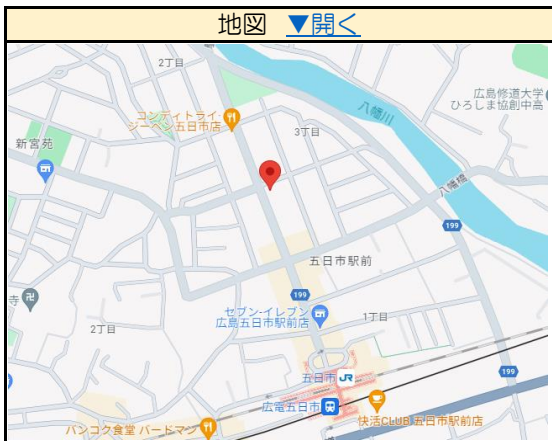 地図 ▼開く
2丁目
コンディトライ・
ジーベン五日市店
3丁目
八幡川
広島修道大学
ひろしま協創中高
新宮苑
八幡橋
199
五日市駅前
199
寺
セブン-イレブン
広島五日市駅前店
1丁目
2丁目
五日市 JR
199
広電五日市
快活CLUB 五日市駅前店
バンコク食堂 バードマン